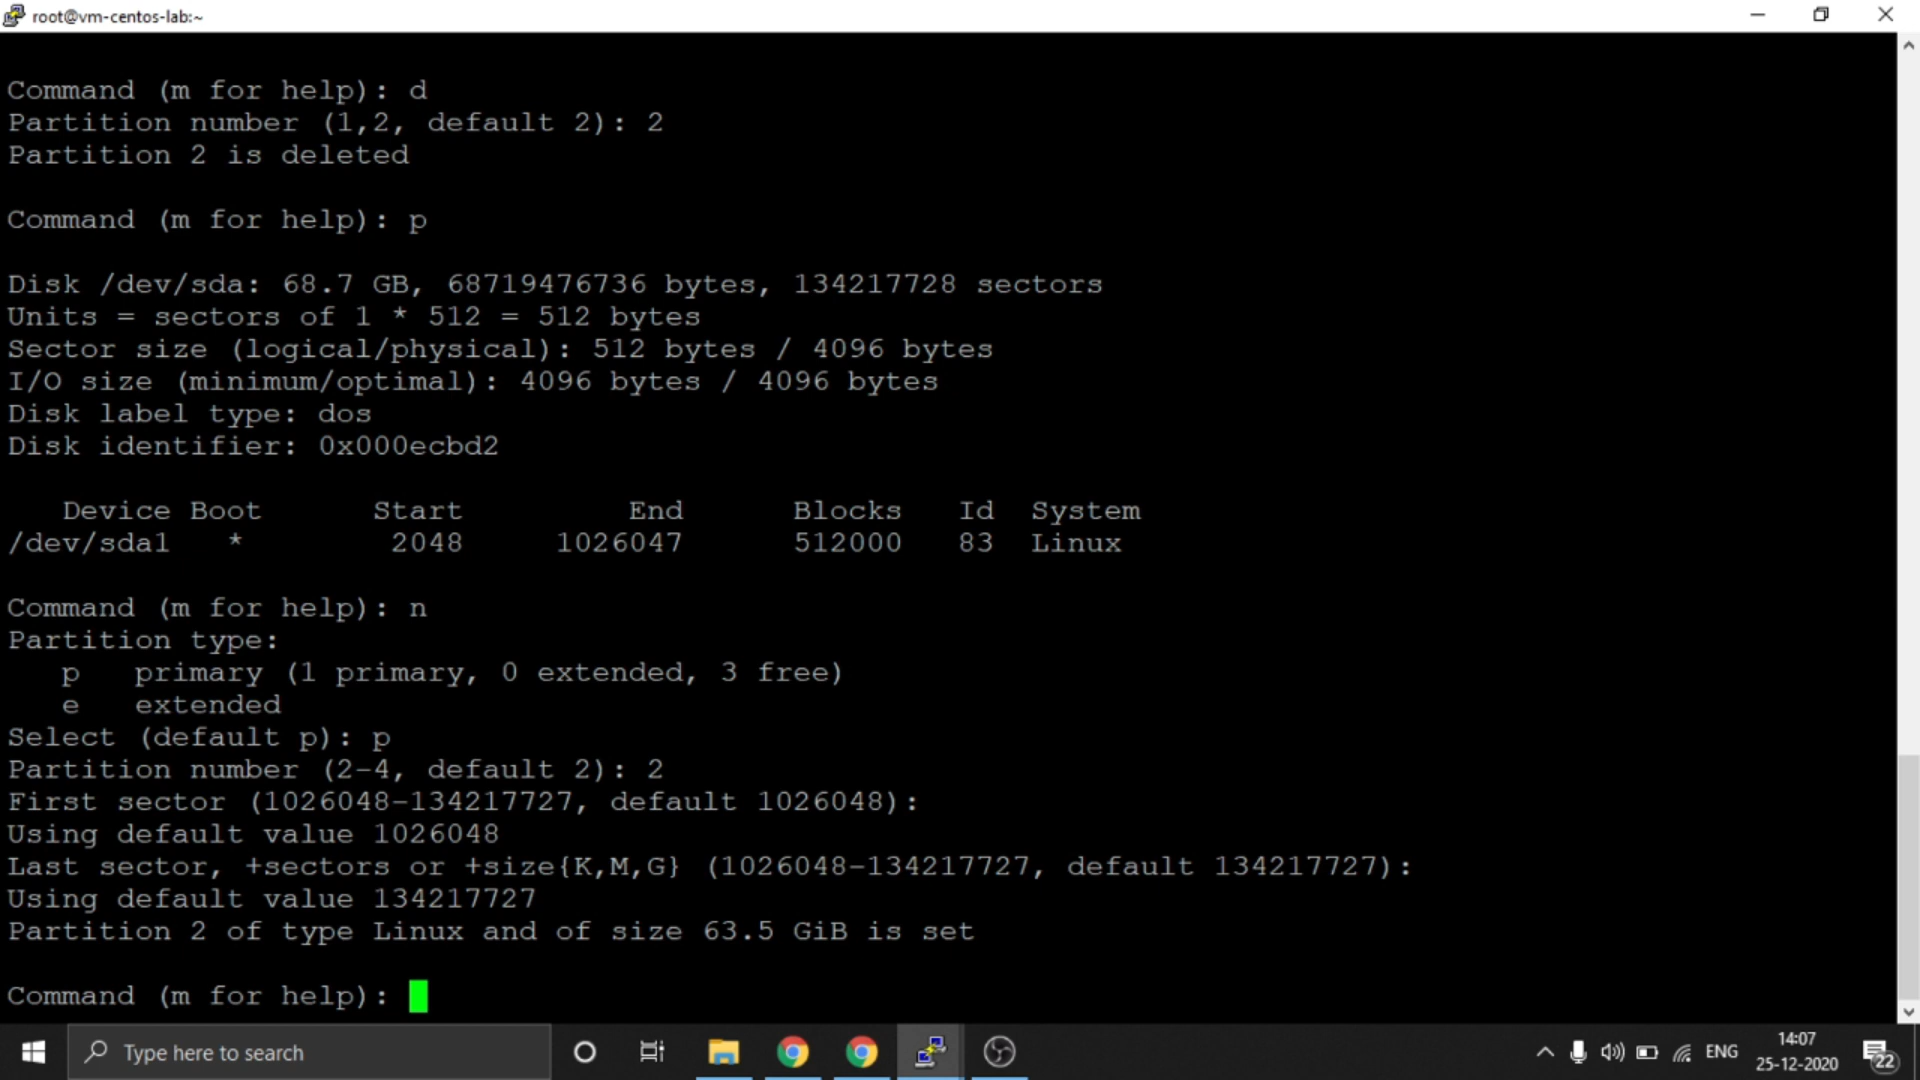 root@vm-centos-lab:~
Command (m for help): d
Partition number (1,2, default 2): 2
Partition 2 is deleted
Command (m for help): p
Disk /dev/sda: 68.7 GB, 68719476736 bytes, 134217728 sectors
Units = sectors of 1 * 512 = 512 bytes
Sector size (logical/physical): 512 bytes / 4096 bytes
I/O size (minimum/optimal): 4096 bytes / 4096 bytes
Disk label type: dos
Disk identifier: 0x000ecbd2
Device Boot Start End Blocks Id System
/dev/sda1 * 2048 1026047 512000 83 Linux
Command (m for help): n
Partition type:
p primary (1 primary, 0 extended, 3 free)
e extended
Select (default p): p
Partition number (2-4, default 2): 2
First sector (1026048-134217727, default 1026048):
Using default value 1026048
Last sector, +sectors or +size{K,M,G} (1026048-134217727, default 134217727):
Using default value 134217727
Partition 2 of type Linux and of size 63.5 GiB is set
Command (m for help):
Type here to search
ENG
14:07
25-12-2020
22